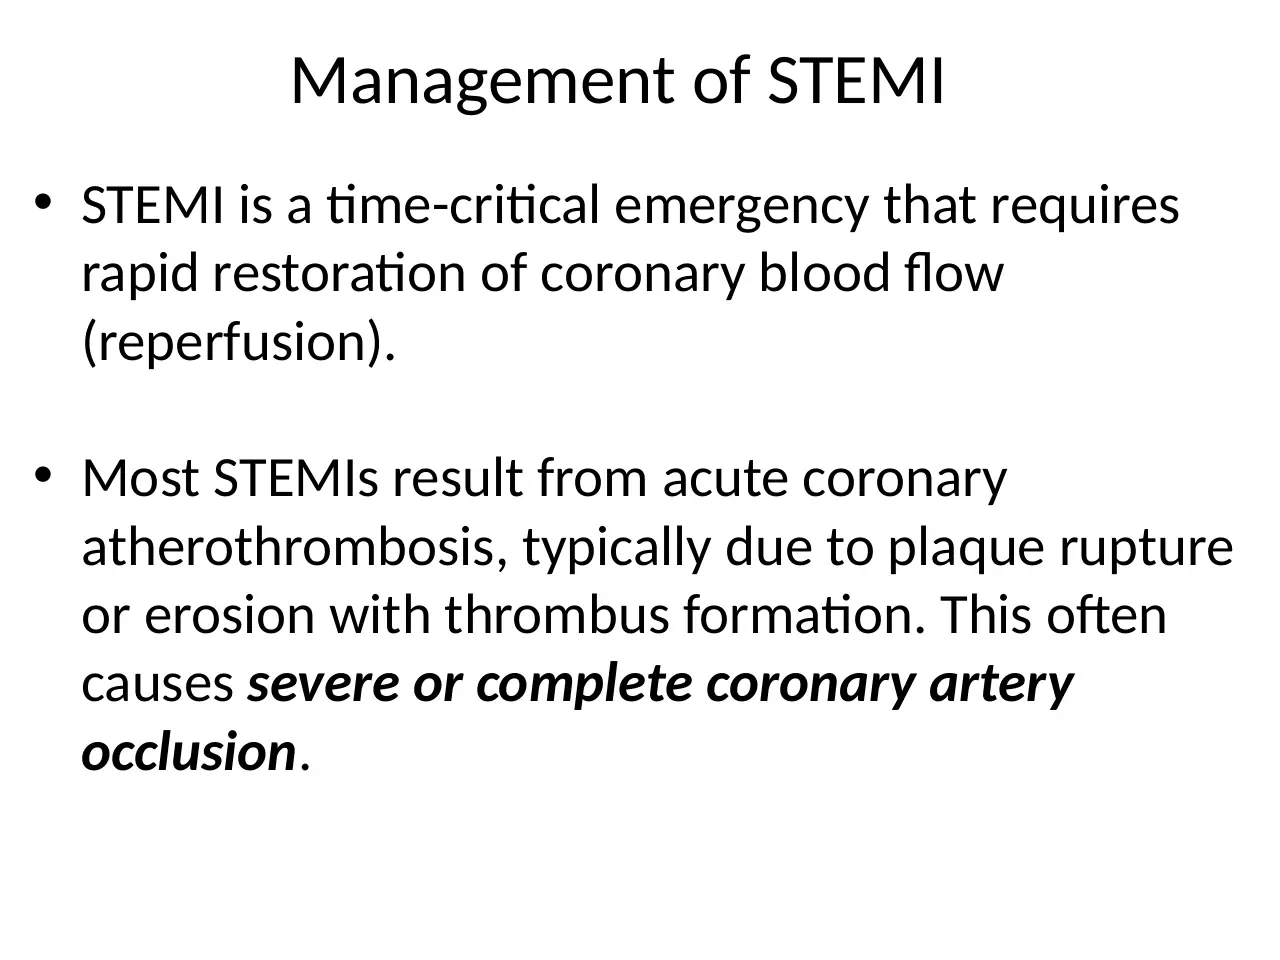 Management of STEMI
• STEMI is a time-critical emergency that requires
rapid restoration of coronary blood flow
(reperfusion).
• Most STEMIs result from acute coronary
atherothrombosis, typically due to plaque rupture
or erosion with thrombus formation. This often
causes severe or complete coronary artery
occlusion.